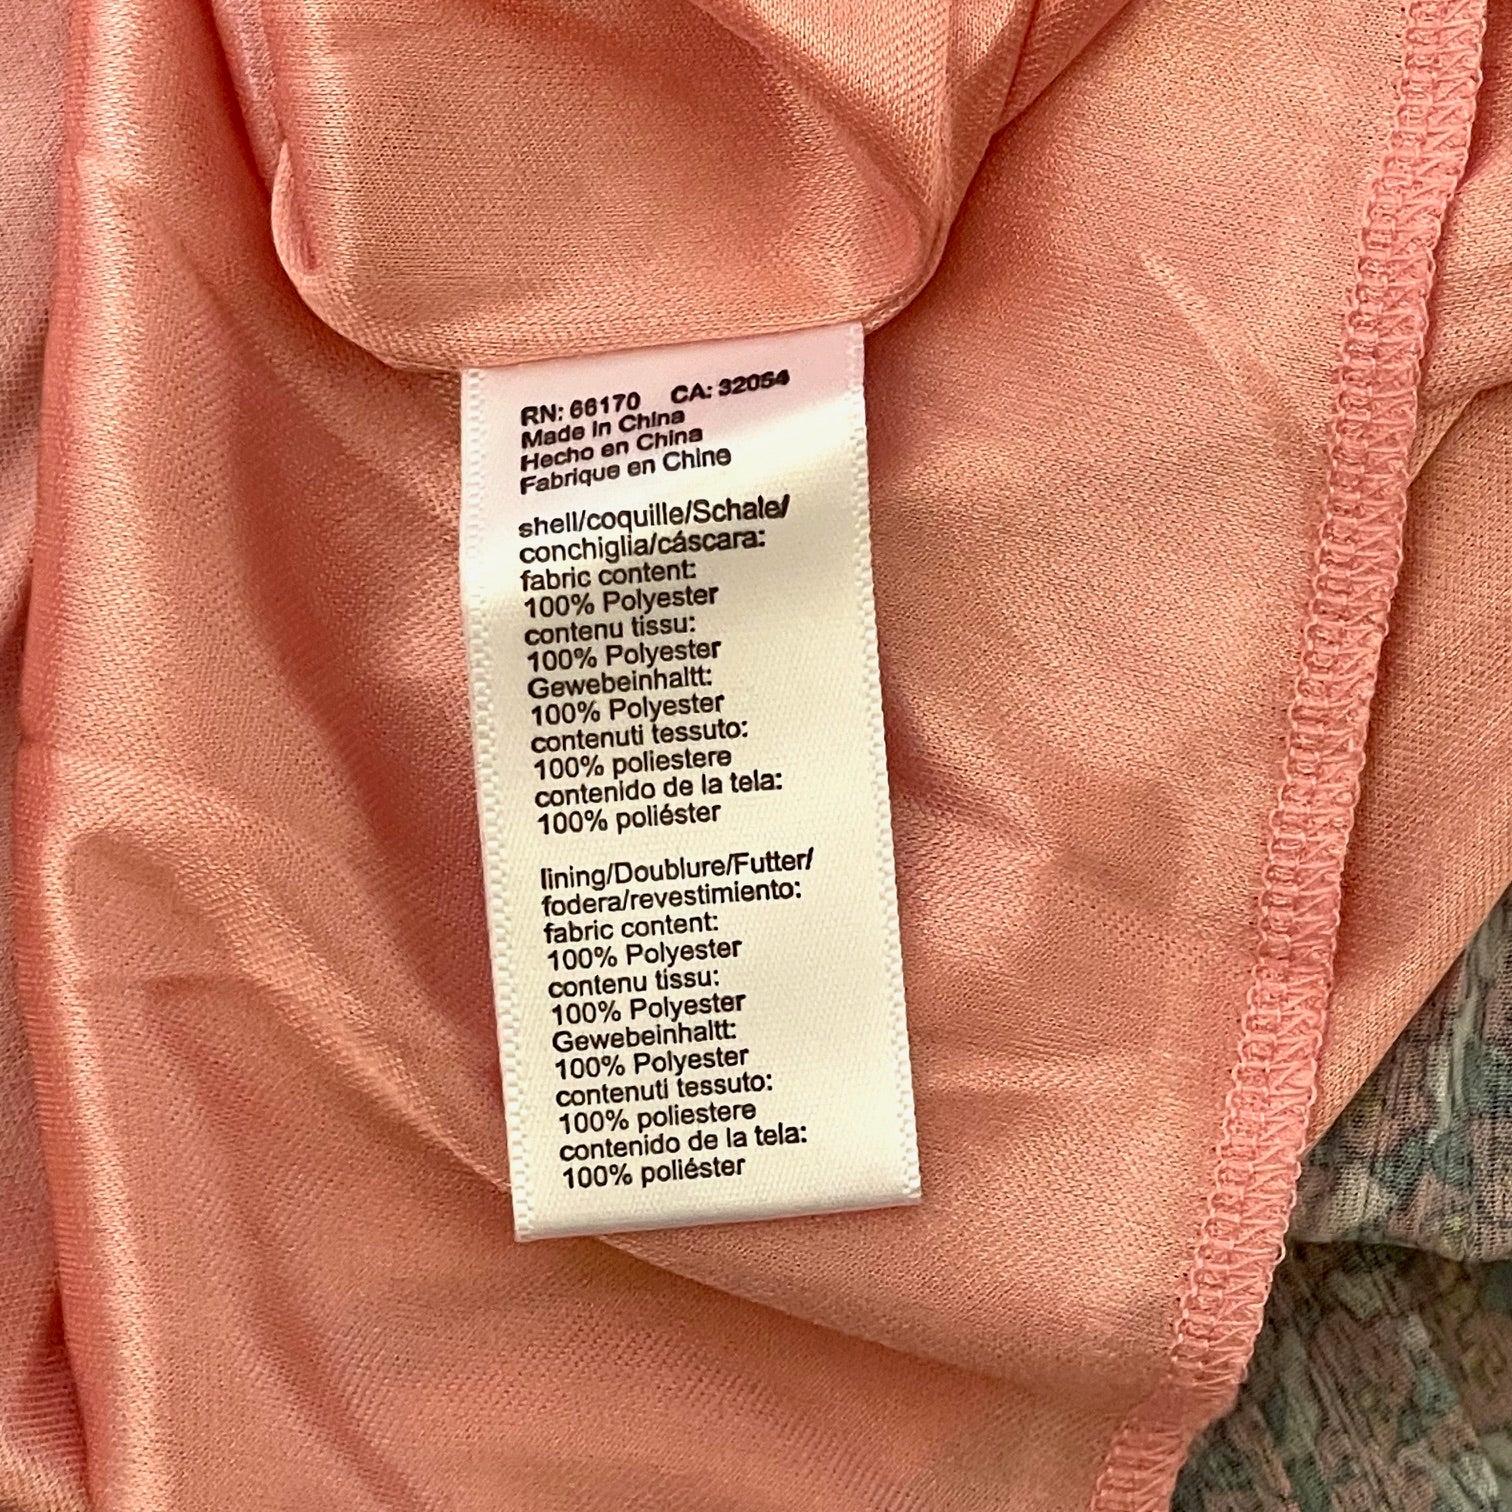 RN: 66170 CA: 32054
Made in China
Hecho en China
Fabrique en Chine
shell/coquille/Schale/
conchiglia/cáscara:
fabric content:
100% Polyester
contenu tissu:
100% Polyester
Gewebeinhaltt:
100% Polyester
contenuti tessuto:
100% poliestere
contenido de la tela:
100% poliéster
lining/Doublure/Futter/
fodera/revestimiento:
fabric content:
100% Polyester
contenu tissu:
100% Polyester
Gewebeinhaltt:
100% Polyester
contenuti tessuto:
100% poliestere
contenido de la tela:
100% poliéster